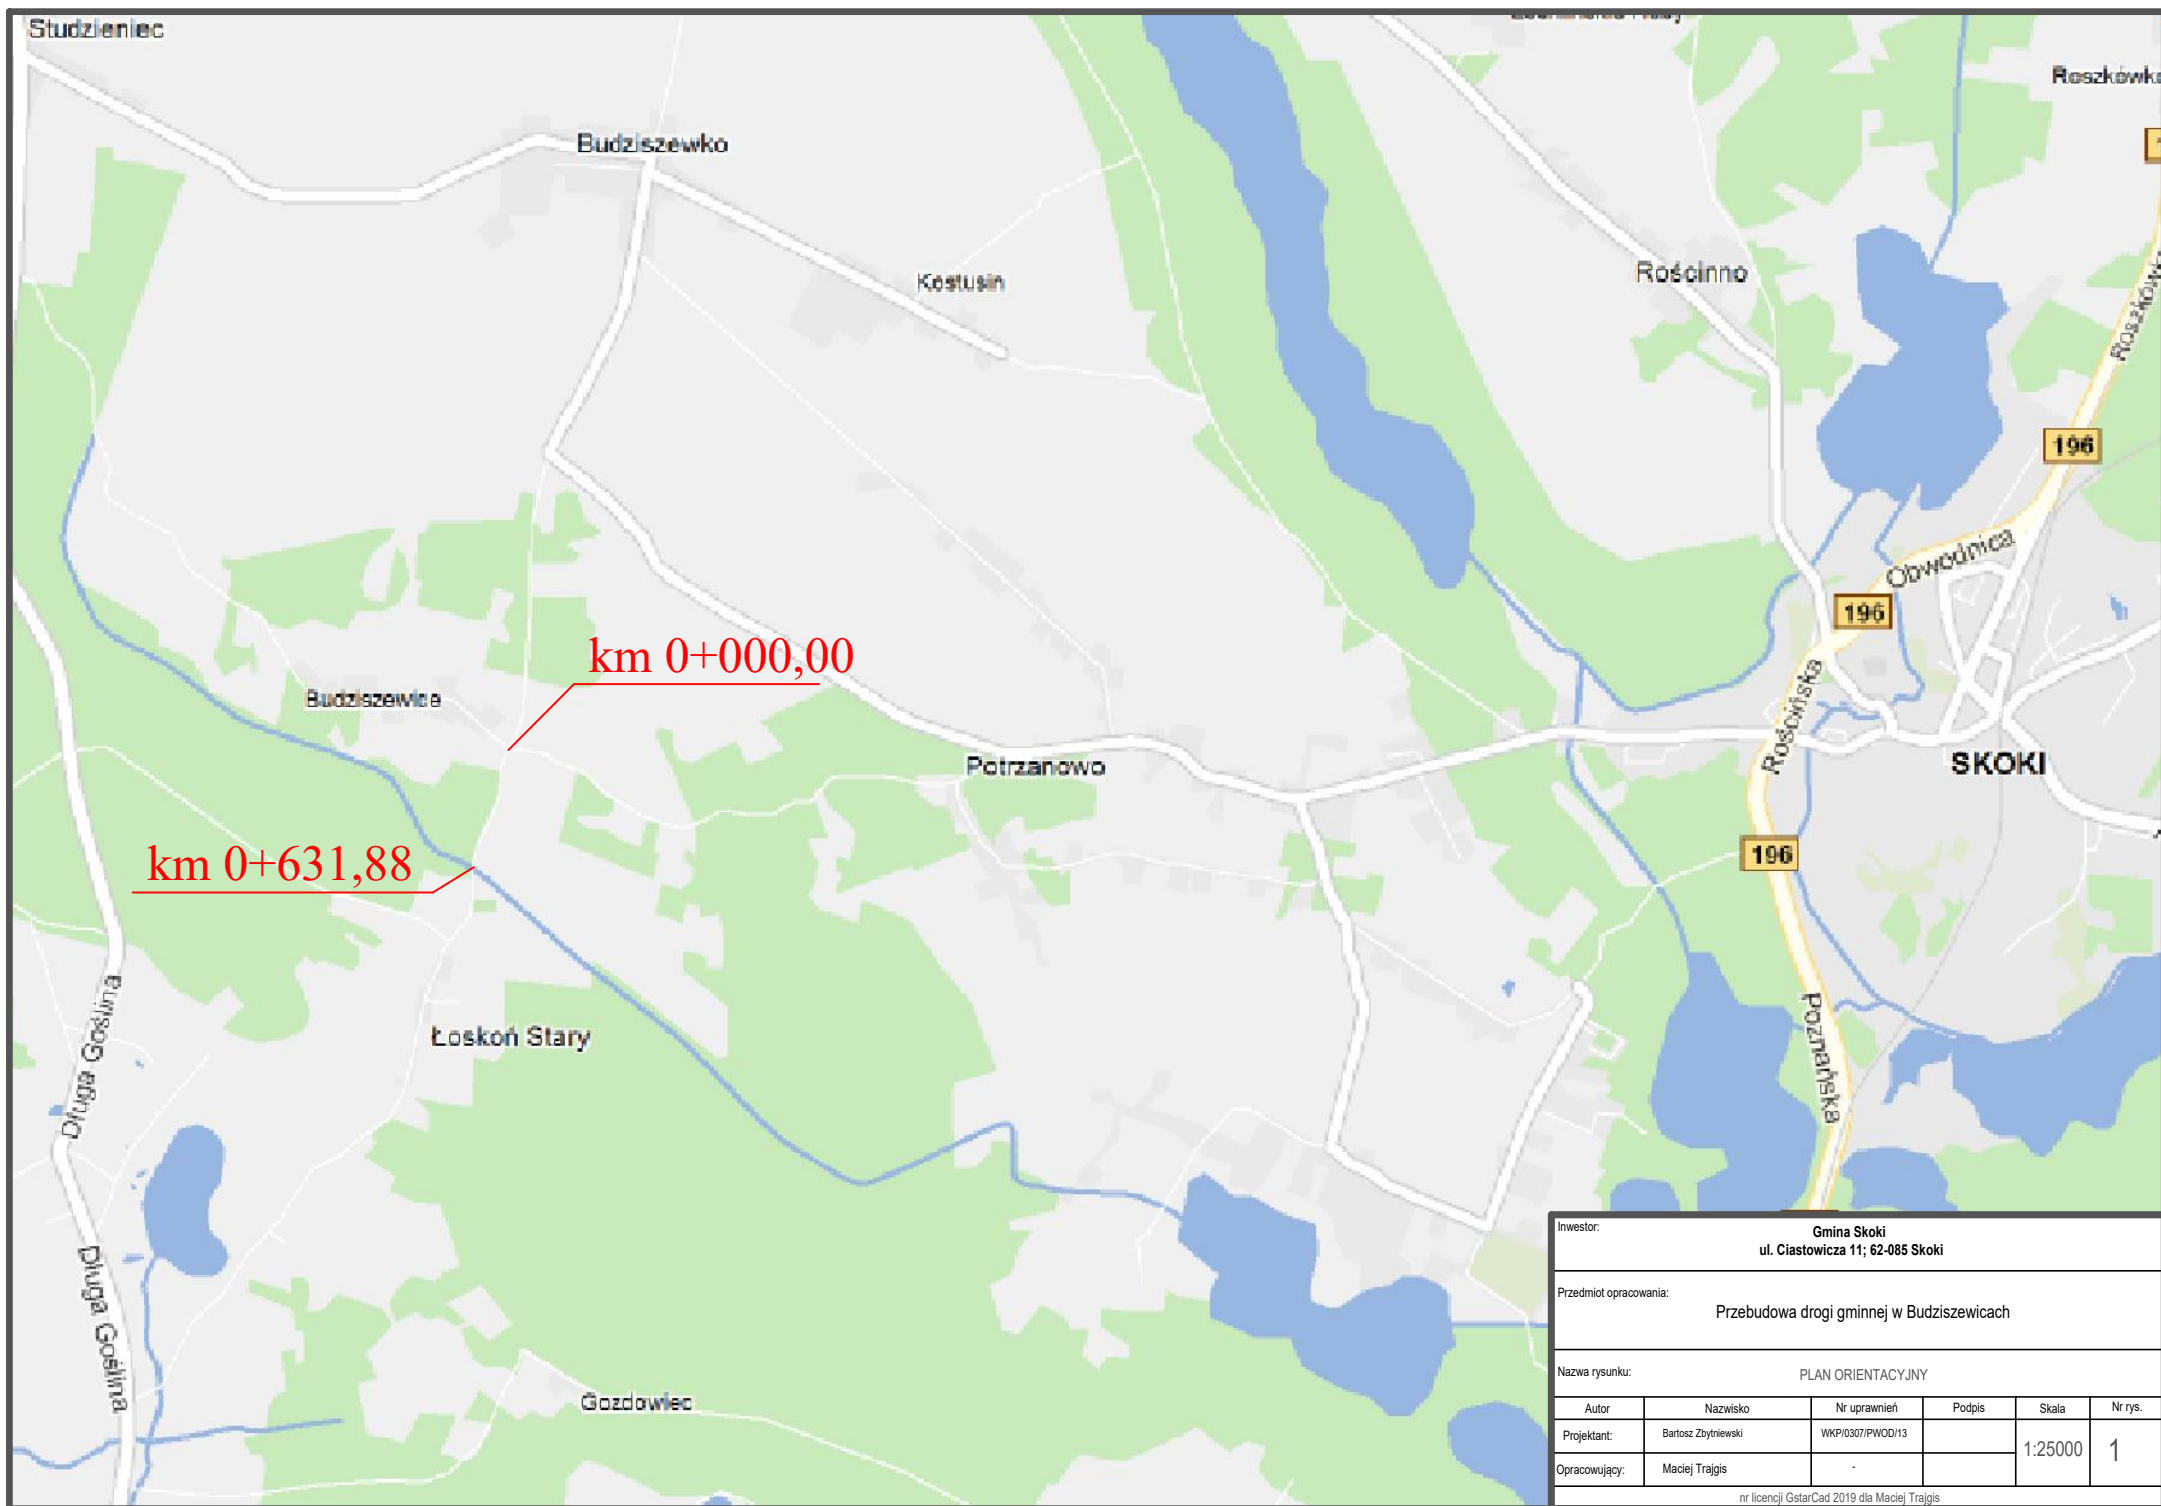 Studzieniec
Budziszewko
Kostusin
Rościnno
196
Obwodnica
196
km 0+000,00
Budziszewice
Rościńska
Potrzanowo
SKOKI
196
km 0+631,88
Długa Goślina
Łoskoń Stary
Poznańska
Długa Goślina
Gozdowiec
Inwestor:
Gmina Skoki
ul. Ciastowicza 11; 62-085 Skoki
Przedmiot opracowania:
Przebudowa drogi gminnej w Budziszewicach
Nazwa rysunku: PLAN ORIENTACYJNY
Autor Nazwisko Nr uprawnień Podpis Skala Nr rys.
Projektant: Bartosz Zbytniewski WKP/0307/PWOD/13
1:25000 1
Opracowujący: Maciej Trajgis -
nr licencji GstarCad 2019 dla Maciej Trajgis